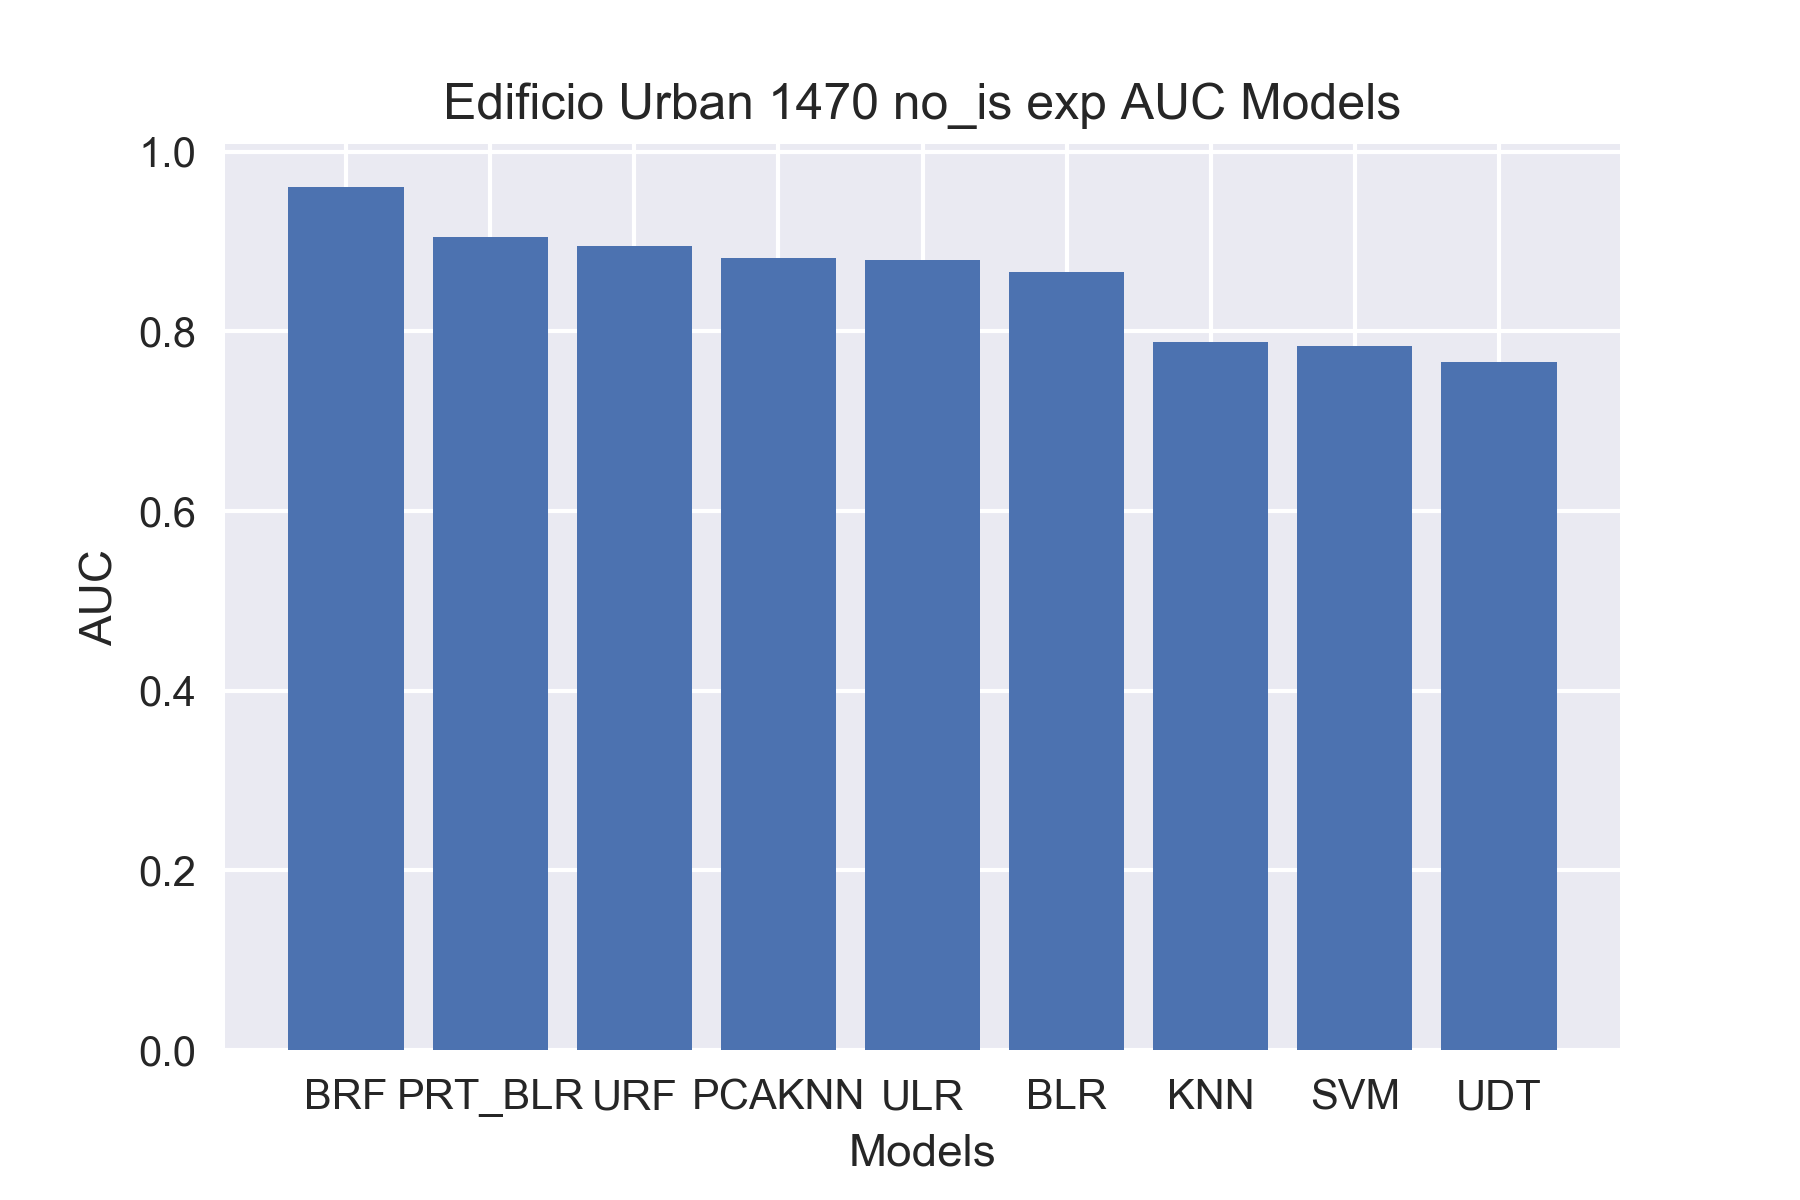 Edificio Urban 1470 no_is exp AUC Models
1.0
0.8
0.6
0.4
0.2
0.0
AUC
BRF PRT_BLR URF PCAKNN ULR BLR KNN SVM UDT
Models